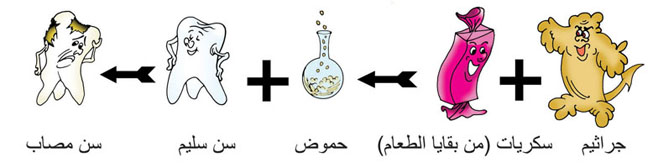 جراثيم سكريات (من بقايا الطعام) حموض سن سليم سن مصاب